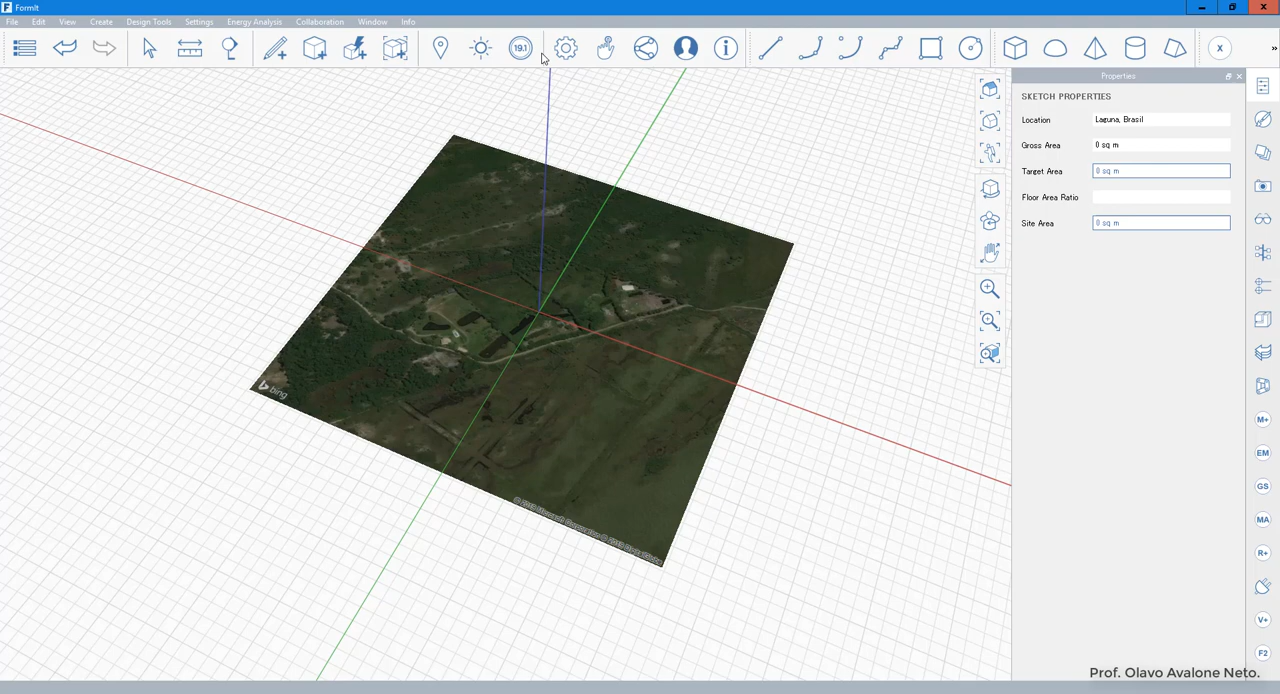 FormIt
File Edit View Create Design Tools Settings Energy Analysis Collaboration Window Info
19.1
X
»
Properties
SKETCH PROPERTIES
Location Laguna, Brasil
Gross Area 0 sq m
Target Area 0 sq m
Floor Area Ratio
Site Area 0 sq m
M+
EM
GS
MA
R+
V+
F2
bing
Prof. Olavo Avalone Neto.